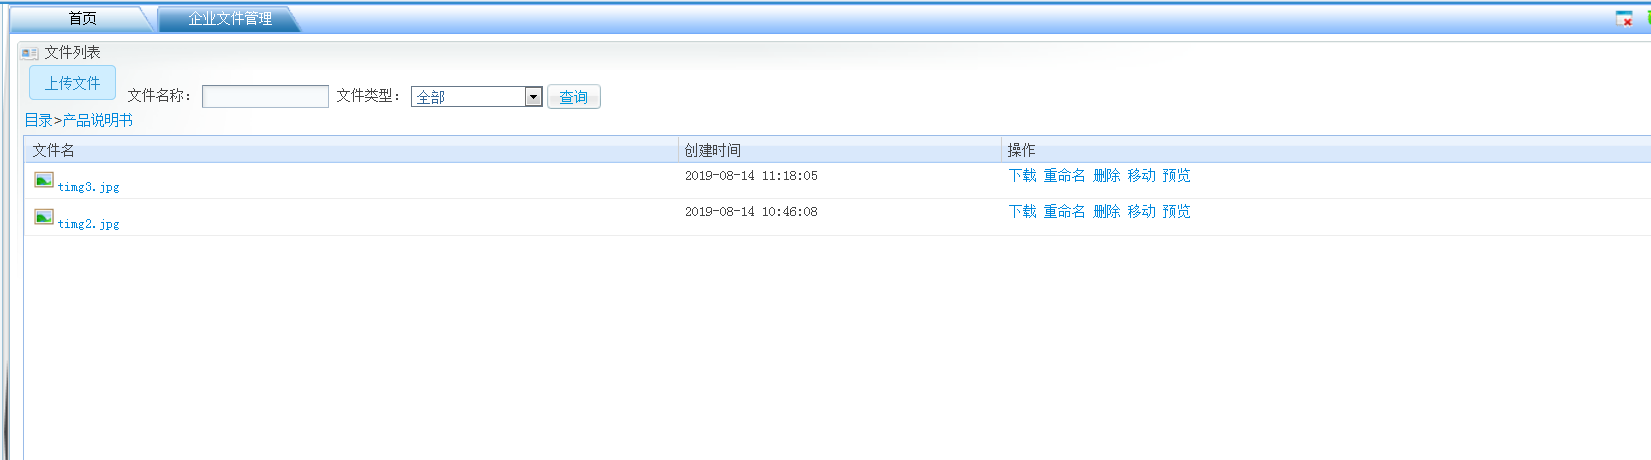 首页 企业文件管理
文件列表
上传文件 文件名称： 文件类型： 全部 查询
目录>产品说明书
文件名 创建时间 操作
timg3.jpg 2019-08-14 11:18:05 下载 重命名 删除 移动 预览
timg2.jpg 2019-08-14 10:46:08 下载 重命名 删除 移动 预览